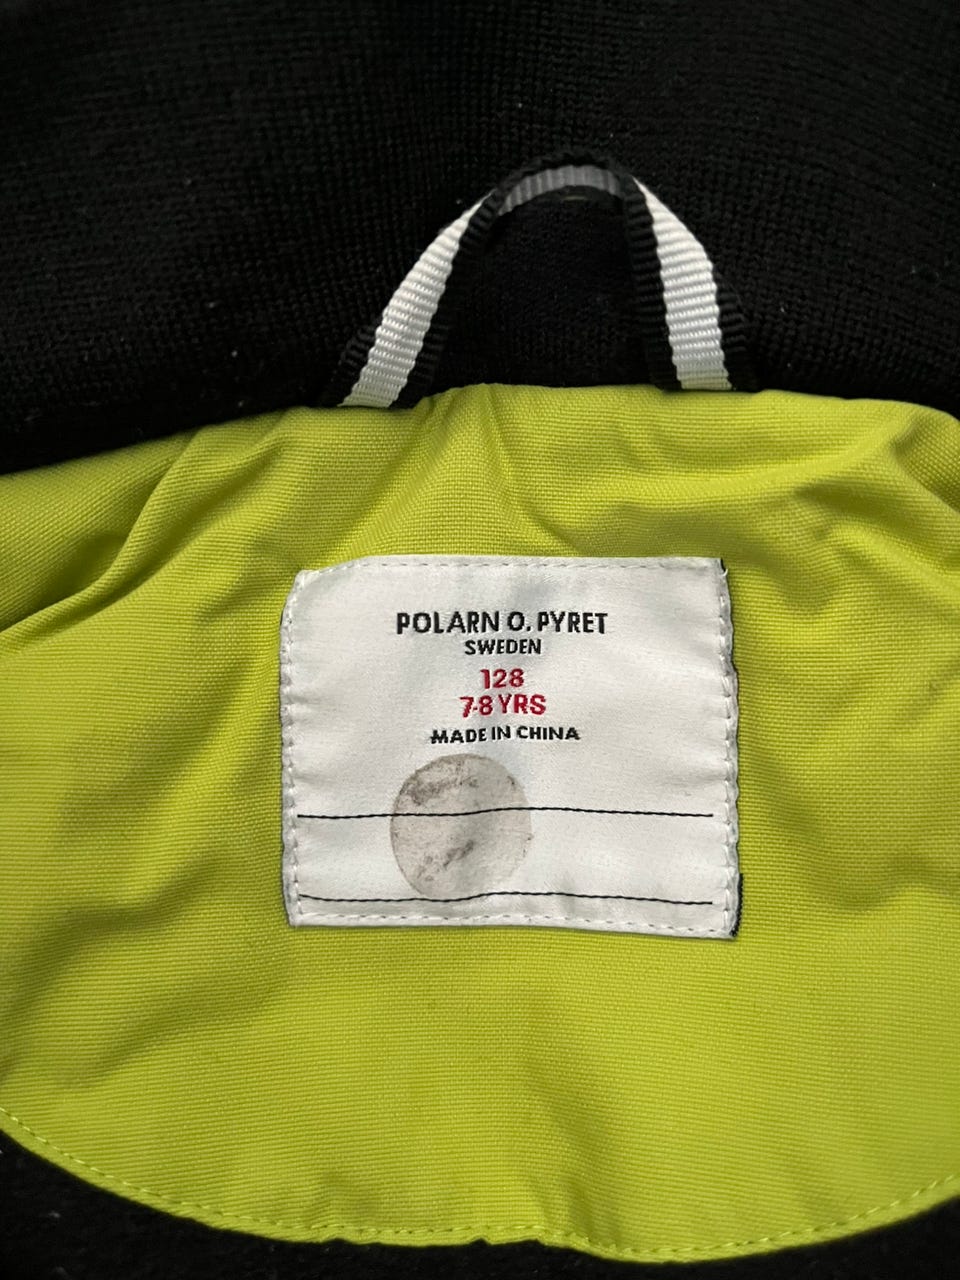 POLARN O. PYRET
SWEDEN
128
7-8 YRS
MADE IN CHINA